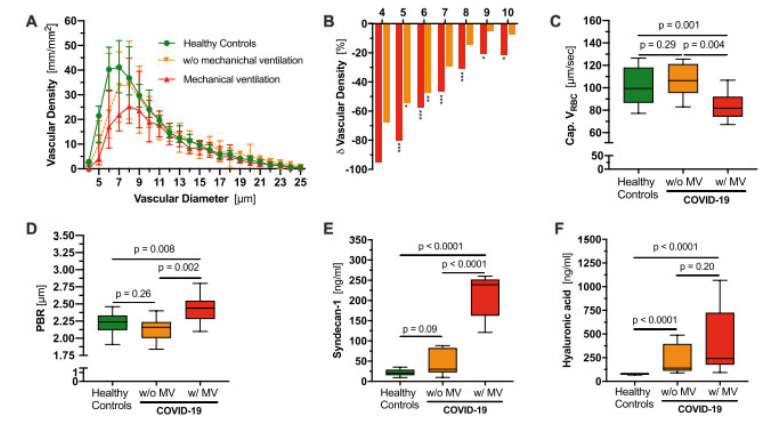 A
Vascular Density [mm/mm²]
60
50
40
30
20
10
0
5 7 9 11 13 15 17 19 21 23 25
Vascular Diameter [µm]
Healthy Controls
w/o mechanichal ventilation
Mechanical ventilation
B
4 5 6 7 8 9 10
δ Vascular Density [%]
0
-20
-40
-60
-80
-100
*** * *** ** *** *** * *
C
Cap. VRBC [µm/sec]
160
140
120
100
80
60
50
0
p = 0.001
p = 0.29 p = 0.004
Healthy Controls
w/o MV w/ MV
COVID-19
D
PBR [µm]
3.50
3.25
3.00
2.75
2.50
2.25
2.00
1.75
1
0
p = 0.008
p = 0.002
p = 0.26
Healthy Controls
w/o MV w/ MV
COVID-19
E
Syndecan-1 [ng/ml]
350
300
250
200
150
100
50
0
p < 0.0001
p < 0.0001
p = 0.09
Healthy Controls
w/o MV w/ MV
COVID-19
F
Hyaluronic acid [ng/ml]
1500
1250
1000
750
500
250
0
p < 0.0001
p = 0.20
p < 0.0001
Healthy Controls
w/o MV w/ MV
COVID-19